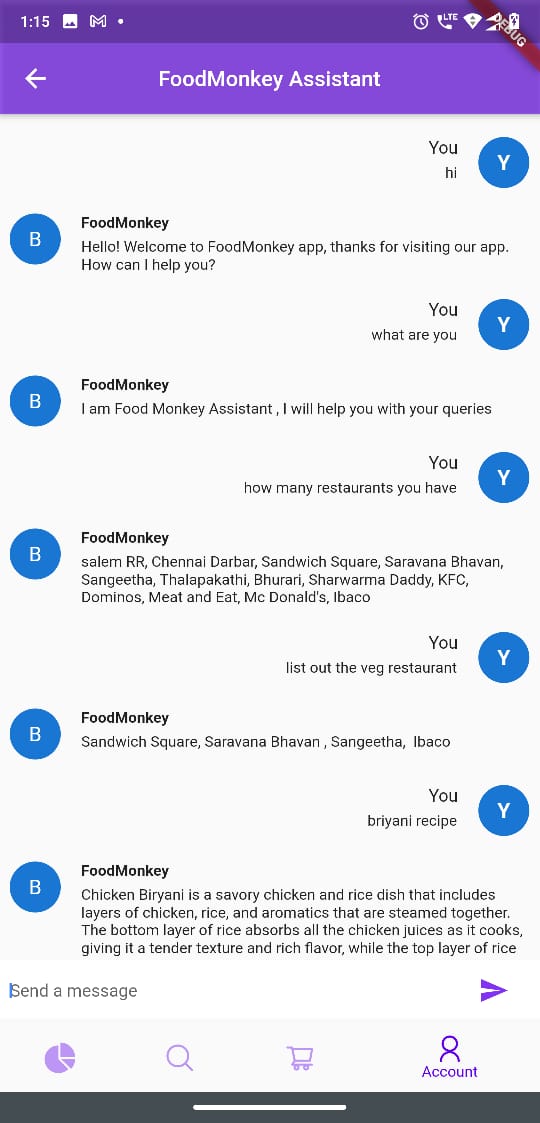 1:15
LTE
DEBUG
FoodMonkey Assistant
You
Y
hi
FoodMonkey
B
Hello! Welcome to FoodMonkey app, thanks for visiting our app.
How can I help you?
You
Y
what are you
FoodMonkey
B
I am Food Monkey Assistant , I will help you with your queries
You
Y
how many restaurants you have
FoodMonkey
B
salem RR, Chennai Darbar, Sandwich Square, Saravana Bhavan,
Sangeetha, Thalapakathi, Bhurari, Sharwarma Daddy, KFC,
Dominos, Meat and Eat, Mc Donald's, Ibaco
You
Y
list out the veg restaurant
FoodMonkey
B
Sandwich Square, Saravana Bhavan , Sangeetha,  Ibaco
You
Y
briyani recipe
FoodMonkey
B
Chicken Biryani is a savory chicken and rice dish that includes
layers of chicken, rice, and aromatics that are steamed together.
The bottom layer of rice absorbs all the chicken juices as it cooks,
giving it a tender texture and rich flavor, while the top layer of rice
Send a message
Account